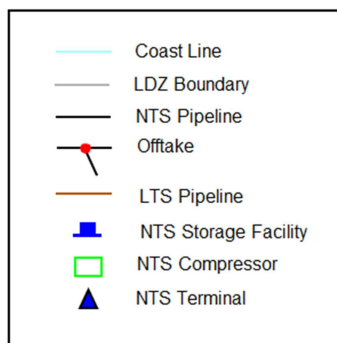 Coast Line
LDZ Boundary
NTS Pipeline
Offtake
LTS Pipeline
NTS Storage Facility
NTS Compressor
NTS Terminal